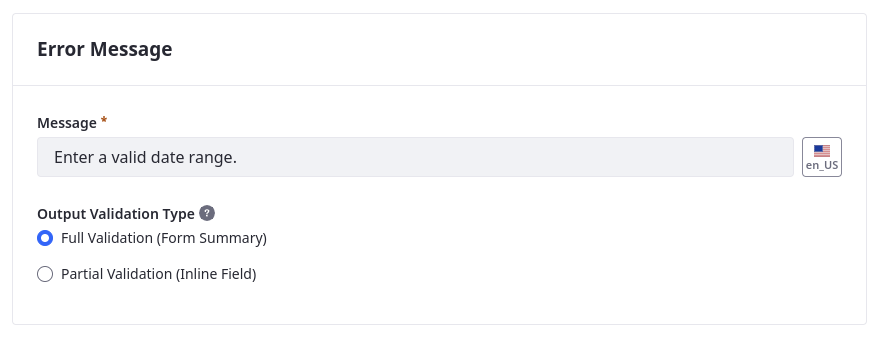 Error Message
Message *
Enter a valid date range.
en_US
Output Validation Type ?
Full Validation (Form Summary)
Partial Validation (Inline Field)